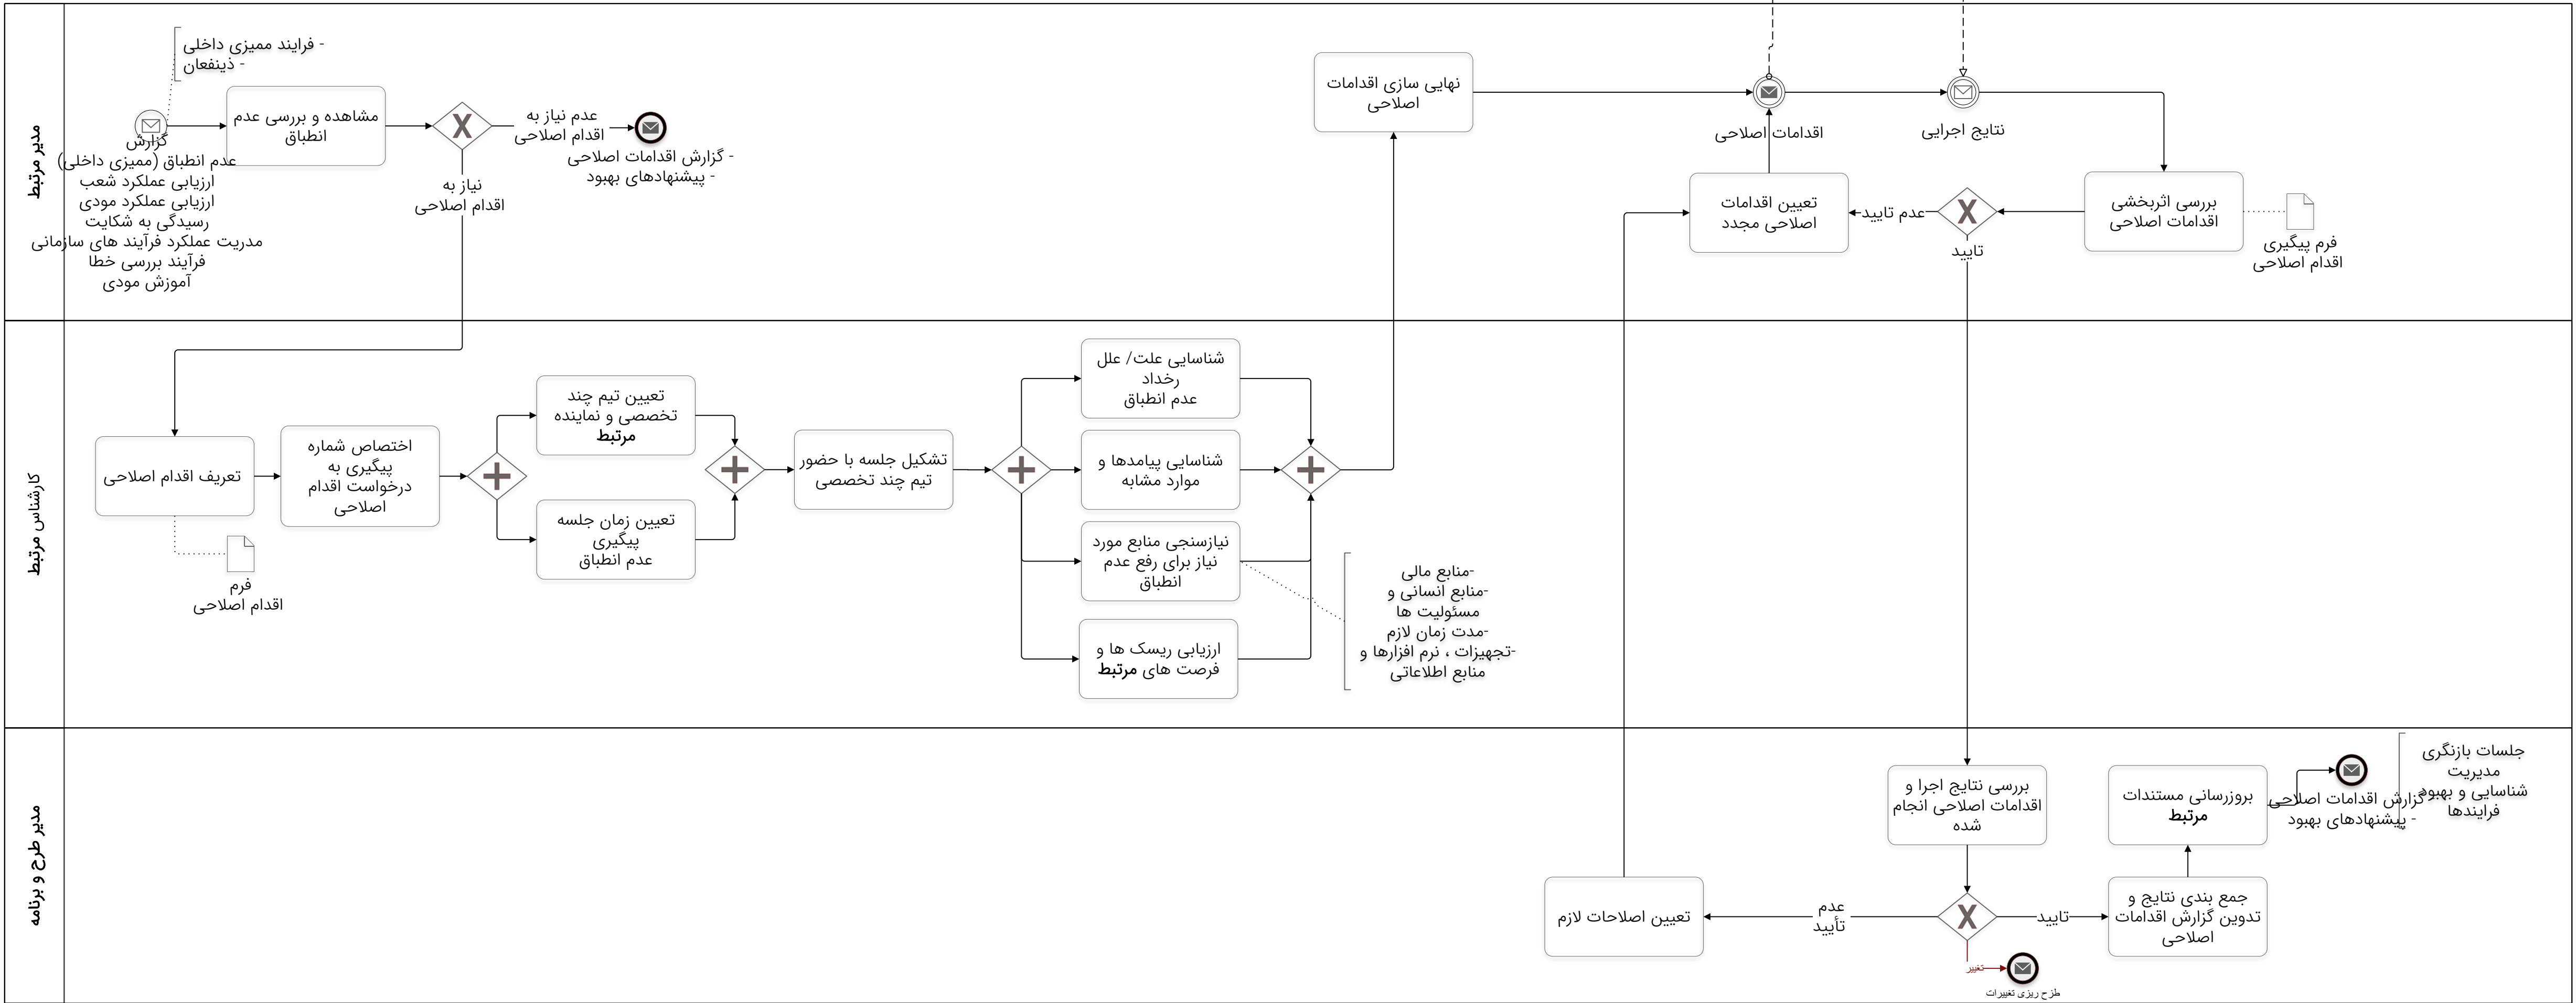 مدیر مرتبط
- فرایند ممیزی داخلی
- ذینفعان
گزارش
عدم انطباق (ممیزی داخلی)
ارزیابی عملکرد شعب
ارزیابی عملکرد مودی
رسیدگی به شکایت
مدریت عملکرد فرآیند های سازمانی
فرآیند بررسی خطا
آموزش مودی
مشاهده و بررسی عدم
انطباق
عدم نیاز به
اقدام اصلاحی
- گزارش اقدامات اصلاحی
- پیشنهادهای بهبود
نیاز به
اقدام اصلاحی
نهایی سازی اقدامات
اصلاحی
اقدامات اصلاحی
نتایج اجرایی
تعیین اقدامات
اصلاحی مجدد
عدم تایید
تایید
بررسی اثربخشی
اقدامات اصلاحی
فرم پیگیری
اقدام اصلاحی
کارشناس مرتبط
تعریف اقدام اصلاحی
فرم
اقدام اصلاحی
اختصاص شماره
پیگیری به
درخواست اقدام
اصلاحی
تعیین تیم چند
تخصصی و نماینده
مرتبط
تعیین زمان جلسه
پیگیری
عدم انطباق
تشکیل جلسه با حضور
تیم چند تخصصی
شناسایی علت/ علل
رخداد
عدم انطباق
شناسایی پیامدها و
موارد مشابه
نیازسنجی منابع مورد
نیاز برای رفع عدم
انطباق
ارزیابی ریسک ها و
فرصت های مرتبط
-منابع مالی
-منابع انسانی و
مسئولیت ها
-مدت زمان لازم
-تجهیزات ، نرم افزارها و
منابع اطلاعاتی
مدیر طرح و برنامه
بررسی نتایج اجرا و
اقدامات اصلاحی انجام
شده
تعیین اصلاحات لازم
عدم
تأیید
تایید
تغییر
طرح ریزی تغییرات
جمع بندی نتایج و
تدوین گزارش اقدامات
اصلاحی
بروزرسانی مستندات
مرتبط
- گزارش اقدامات اصلاحی
- پیشنهادهای بهبود
جلسات بازنگری
مدیریت
شناسایی و بهبود
فرایندها